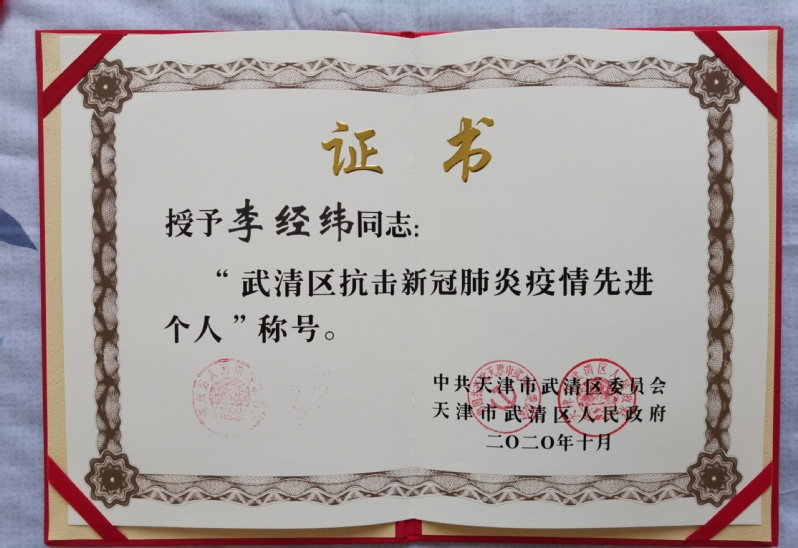 证书
授予李经纬同志：
“武清区抗击新冠肺炎疫情先进
个人”称号。
中共天津市武清区委员会
天津市武清区人民政府
二〇二〇年十月